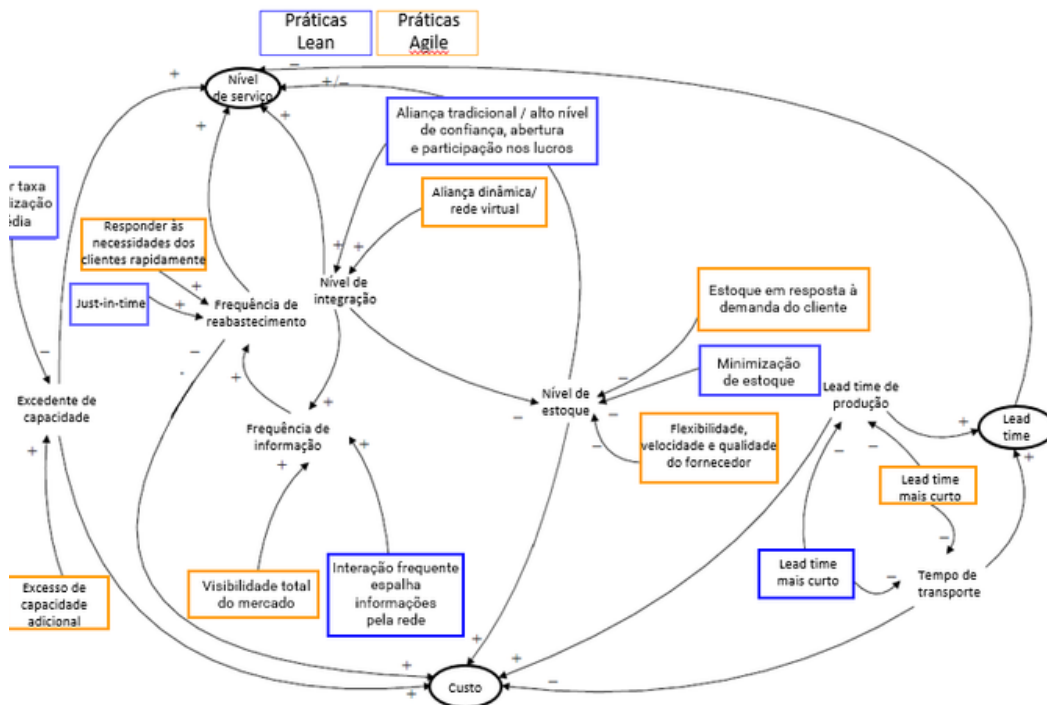 Práticas
Lean
Práticas
Agile
Nível
de serviço
+
−
+/−
+
+
Aliança tradicional / alto nível
de confiança, abertura
e participação nos lucros
Aliança dinâmica/
rede virtual
r taxa
lização
édia
Responder às
necessidades dos
clientes rapidamente
Just-in-time
+
+
Frequência de
reabastecimento
+
+
Nível de
integração
Estoque em resposta à
demanda do cliente
Minimização
de estoque
−
−
+
+
−
Excedente de
capacidade
+
Frequência de
informação
+
+
+
Nível de
estoque
−
−
−
−
Flexibilidade,
velocidade e qualidade
do fornecedor
Lead time de
produção
+
−
−
Lead
time
+
Lead time
mais curto
−
Lead time
mais curto
−
Tempo de
transporte
Excesso de
capacidade
adicional
Visibilidade total
do mercado
Interação frequente
espalha
informações
pela rede
+
+
+
+
−
Custo